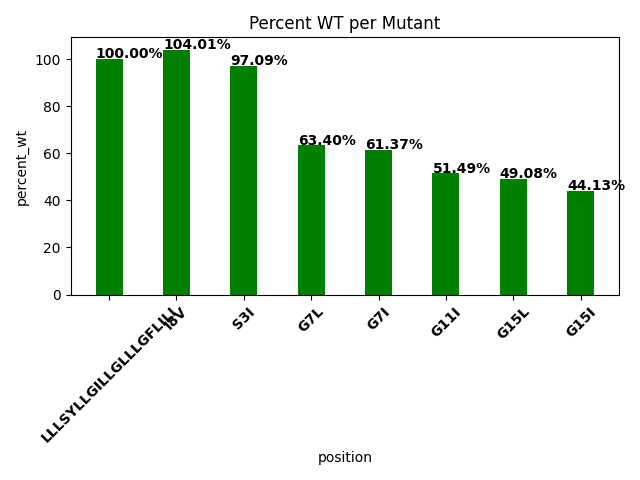 Percent WT per Mutant
100.00%
104.01%
97.09%
63.40%
61.37%
51.49%
49.08%
44.13%
percent_wt
100
80
60
40
20
0
LLLSYLLGILLGLLLGFLILL
I8V
S3I
G7L
G7I
G11I
G15L
G15I
position